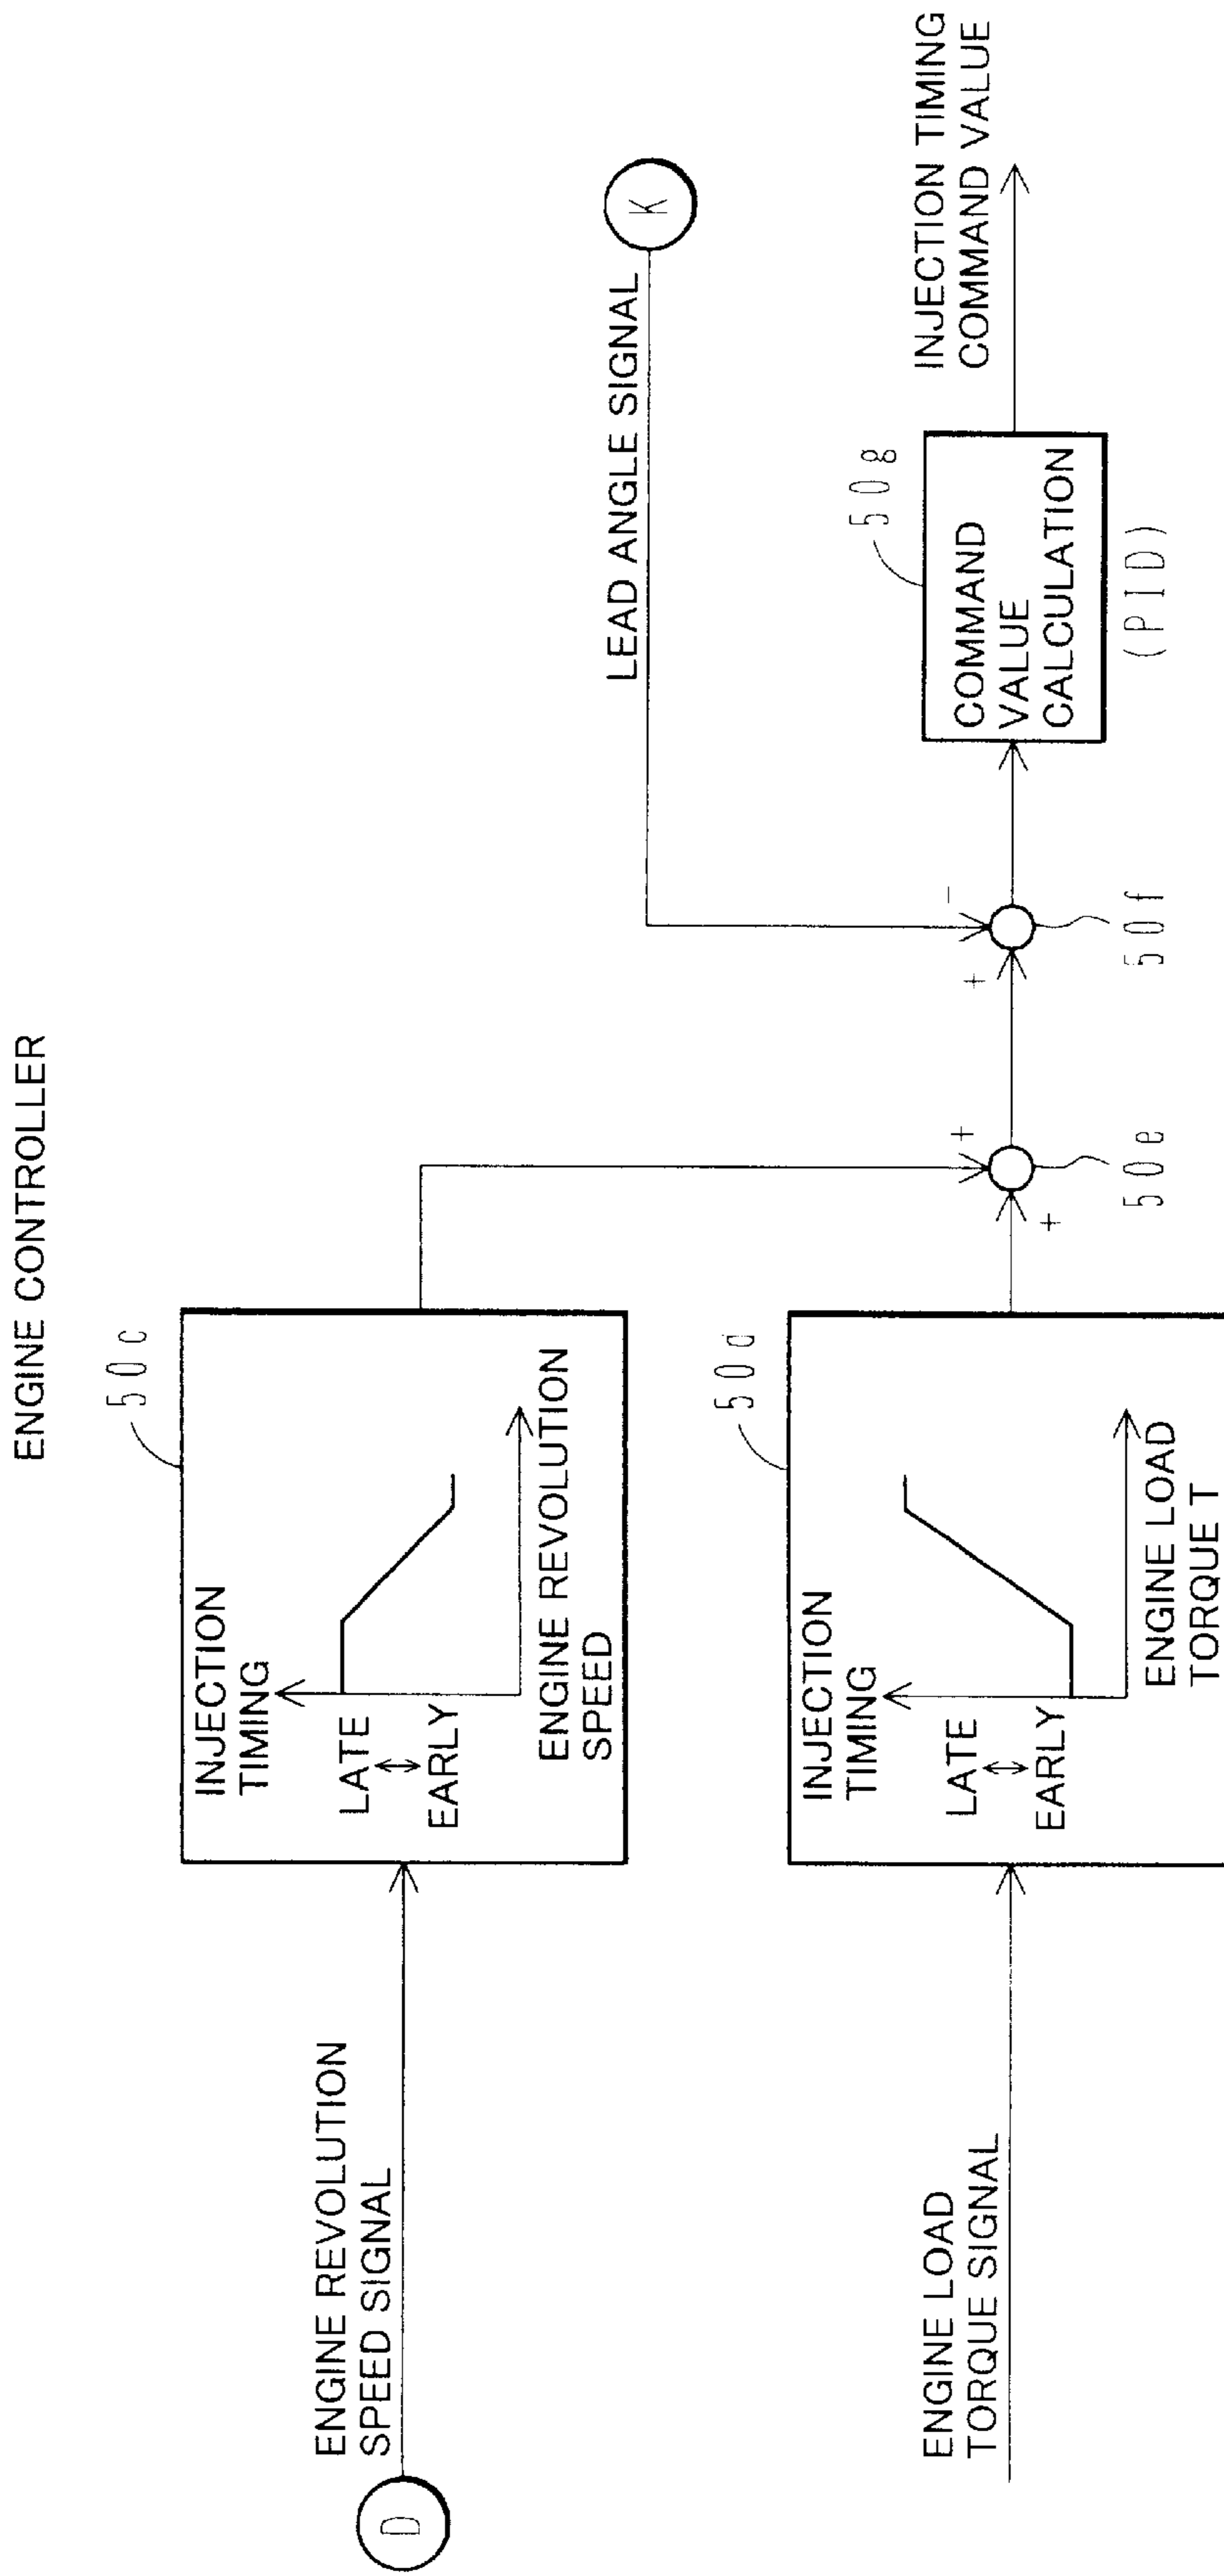 ENGINE CONTROLLER
D
ENGINE REVOLUTION
SPEED SIGNAL
50c
INJECTION
TIMING
LATE
EARLY
ENGINE REVOLUTION
SPEED
LEAD ANGLE SIGNAL
K
ENGINE LOAD
TORQUE SIGNAL
50d
INJECTION
TIMING
LATE
EARLY
ENGINE LOAD
TORQUE T
+
+
50e
+
-
50f
50g
COMMAND
VALUE
CALCULATION
(PID)
INJECTION TIMING
COMMAND VALUE